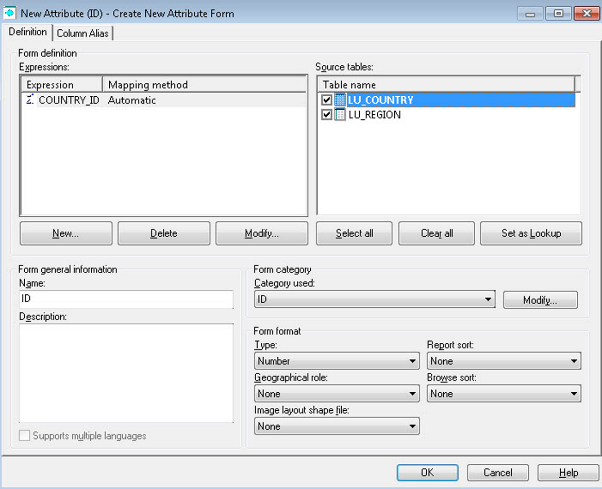 New Attribute (ID) - Create New Attribute Form
Definition
Column Alias
Form definition
Expressions:
Expression
Mapping method
COUNTRY_ID
Automatic
New...
Delete
Modify...
Source tables:
Table name
LU_COUNTRY
LU_REGION
Select all
Clear all
Set as Lookup
Form general information
Name:
ID
Description:
Supports multiple languages
Form category
Category used:
ID
Modify...
Form format
Type:
Number
Report sort:
None
Geographical role:
None
Browse sort:
None
Image layout shape file:
None
OK
Cancel
Help